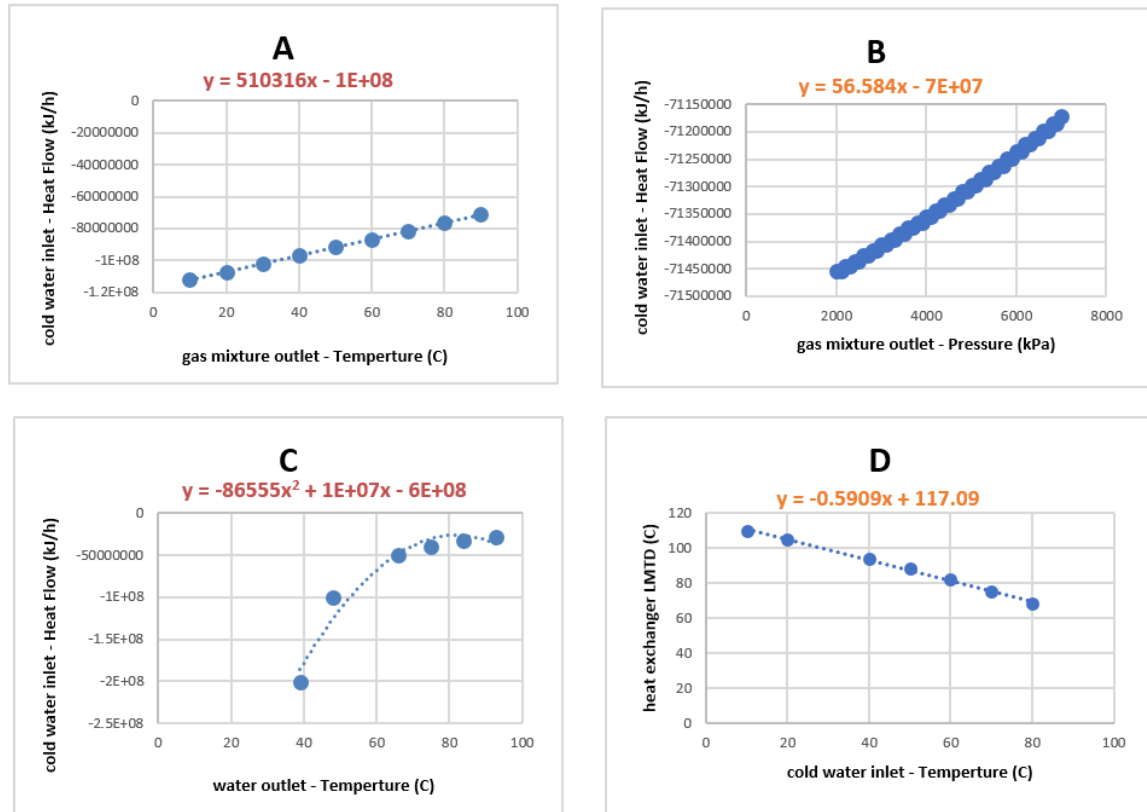 A
y = 510316x - 1E+08
cold water inlet - Heat Flow (kJ/h)
0
-20000000
-40000000
-60000000
-80000000
-1E+08
-1.2E+08
0 20 40 60 80 100
gas mixture outlet - Temperture (C)
B
y = 56.584x - 7E+07
cold water inlet - Heat Flow (kJ/h)
-71150000
-71200000
-71250000
-71300000
-71350000
-71400000
-71450000
-71500000
0 2000 4000 6000 8000
gas mixture outlet - Pressure (kPa)
C
y = -86555x² + 1E+07x - 6E+08
cold water inlet - Heat Flow (kJ/h)
0
-50000000
-1E+08
-1.5E+08
-2E+08
-2.5E+08
0 20 40 60 80 100
water outlet - Temperture (C)
D
y = -0.5909x + 117.09
heat exchanger LMTD (C)
120
100
80
60
40
20
0
0 20 40 60 80 100
cold water inlet - Temperture (C)